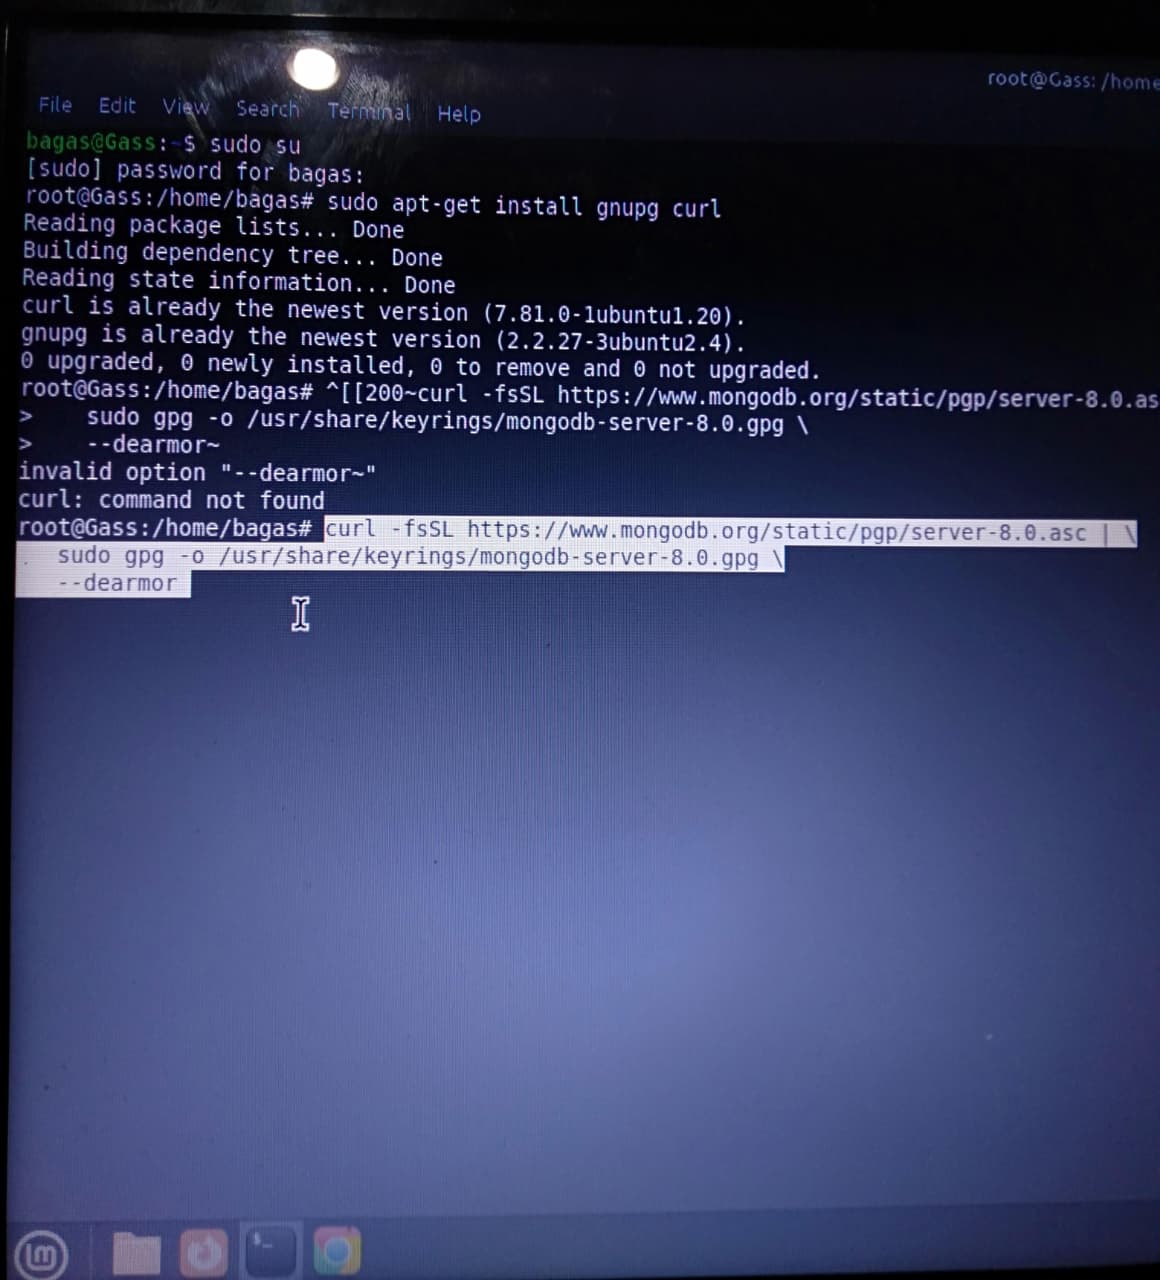 root@Gass: /home
File Edit View Search Terminal Help
bagas@Gass:~$ sudo su
[sudo] password for bagas:
root@Gass:/home/bagas# sudo apt-get install gnupg curl
Reading package lists... Done
Building dependency tree... Done
Reading state information... Done
curl is already the newest version (7.81.0-1ubuntu1.20).
gnupg is already the newest version (2.2.27-3ubuntu2.4).
0 upgraded, 0 newly installed, 0 to remove and 0 not upgraded.
root@Gass:/home/bagas# ^[[200~curl -fsSL https://www.mongodb.org/static/pgp/server-8.0.as
>    sudo gpg -o /usr/share/keyrings/mongodb-server-8.0.gpg \
>    --dearmor~
invalid option "--dearmor~"
curl: command not found
root@Gass:/home/bagas# curl -fsSL https://www.mongodb.org/static/pgp/server-8.0.asc | \
   sudo gpg -o /usr/share/keyrings/mongodb-server-8.0.gpg \
   --dearmor